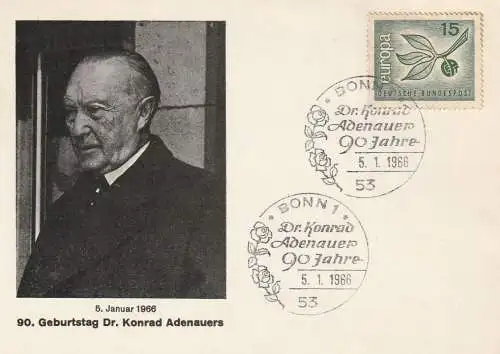 15
europa
DEUTSCHE BUNDESPOST
BONN 1
Dr. Konrad
Adenauer
90 Jahre
5. 1. 1966
53
BONN 1
Dr. Konrad
Adenauer
90 Jahre
5. 1. 1966
53
5. Januar 1966
90. Geburtstag Dr. Konrad Adenauers